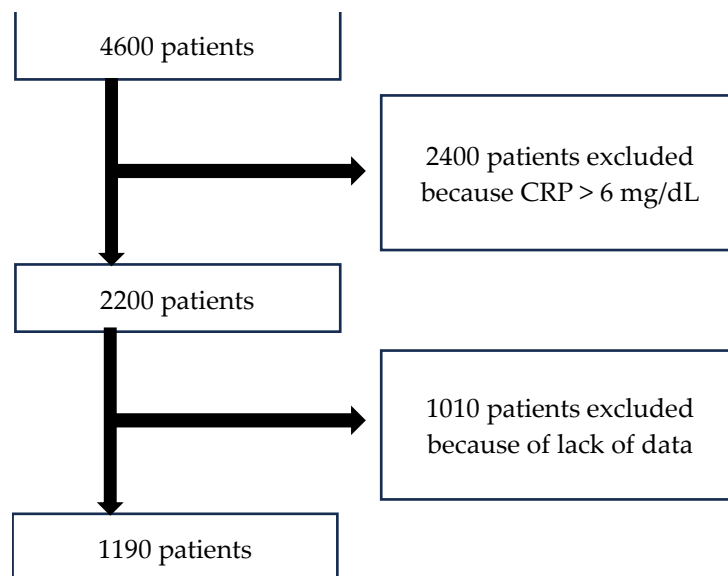 4600 patients
2400 patients excluded
because CRP > 6 mg/dL
2200 patients
1010 patients excluded
because of lack of data
1190 patients